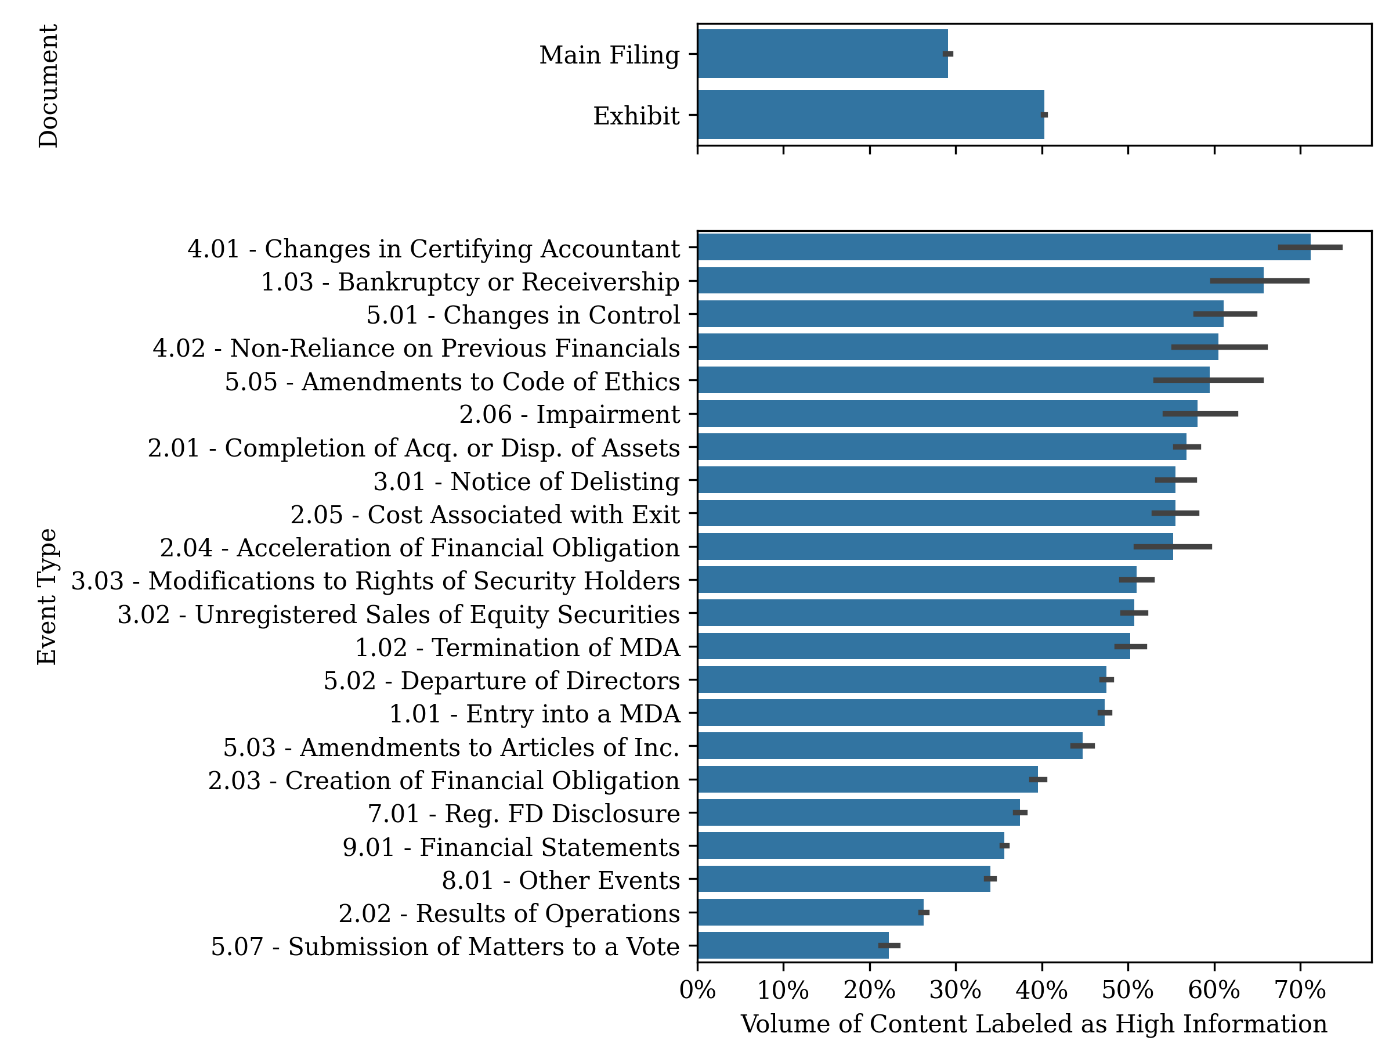 Document
Main Filing
Exhibit
Event Type
4.01 - Changes in Certifying Accountant
1.03 - Bankruptcy or Receivership
5.01 - Changes in Control
4.02 - Non-Reliance on Previous Financials
5.05 - Amendments to Code of Ethics
2.06 - Impairment
2.01 - Completion of Acq. or Disp. of Assets
3.01 - Notice of Delisting
2.05 - Cost Associated with Exit
2.04 - Acceleration of Financial Obligation
3.03 - Modifications to Rights of Security Holders
3.02 - Unregistered Sales of Equity Securities
1.02 - Termination of MDA
5.02 - Departure of Directors
1.01 - Entry into a MDA
5.03 - Amendments to Articles of Inc.
2.03 - Creation of Financial Obligation
7.01 - Reg. FD Disclosure
9.01 - Financial Statements
8.01 - Other Events
2.02 - Results of Operations
5.07 - Submission of Matters to a Vote
0% 10% 20% 30% 40% 50% 60% 70%
Volume of Content Labeled as High Information